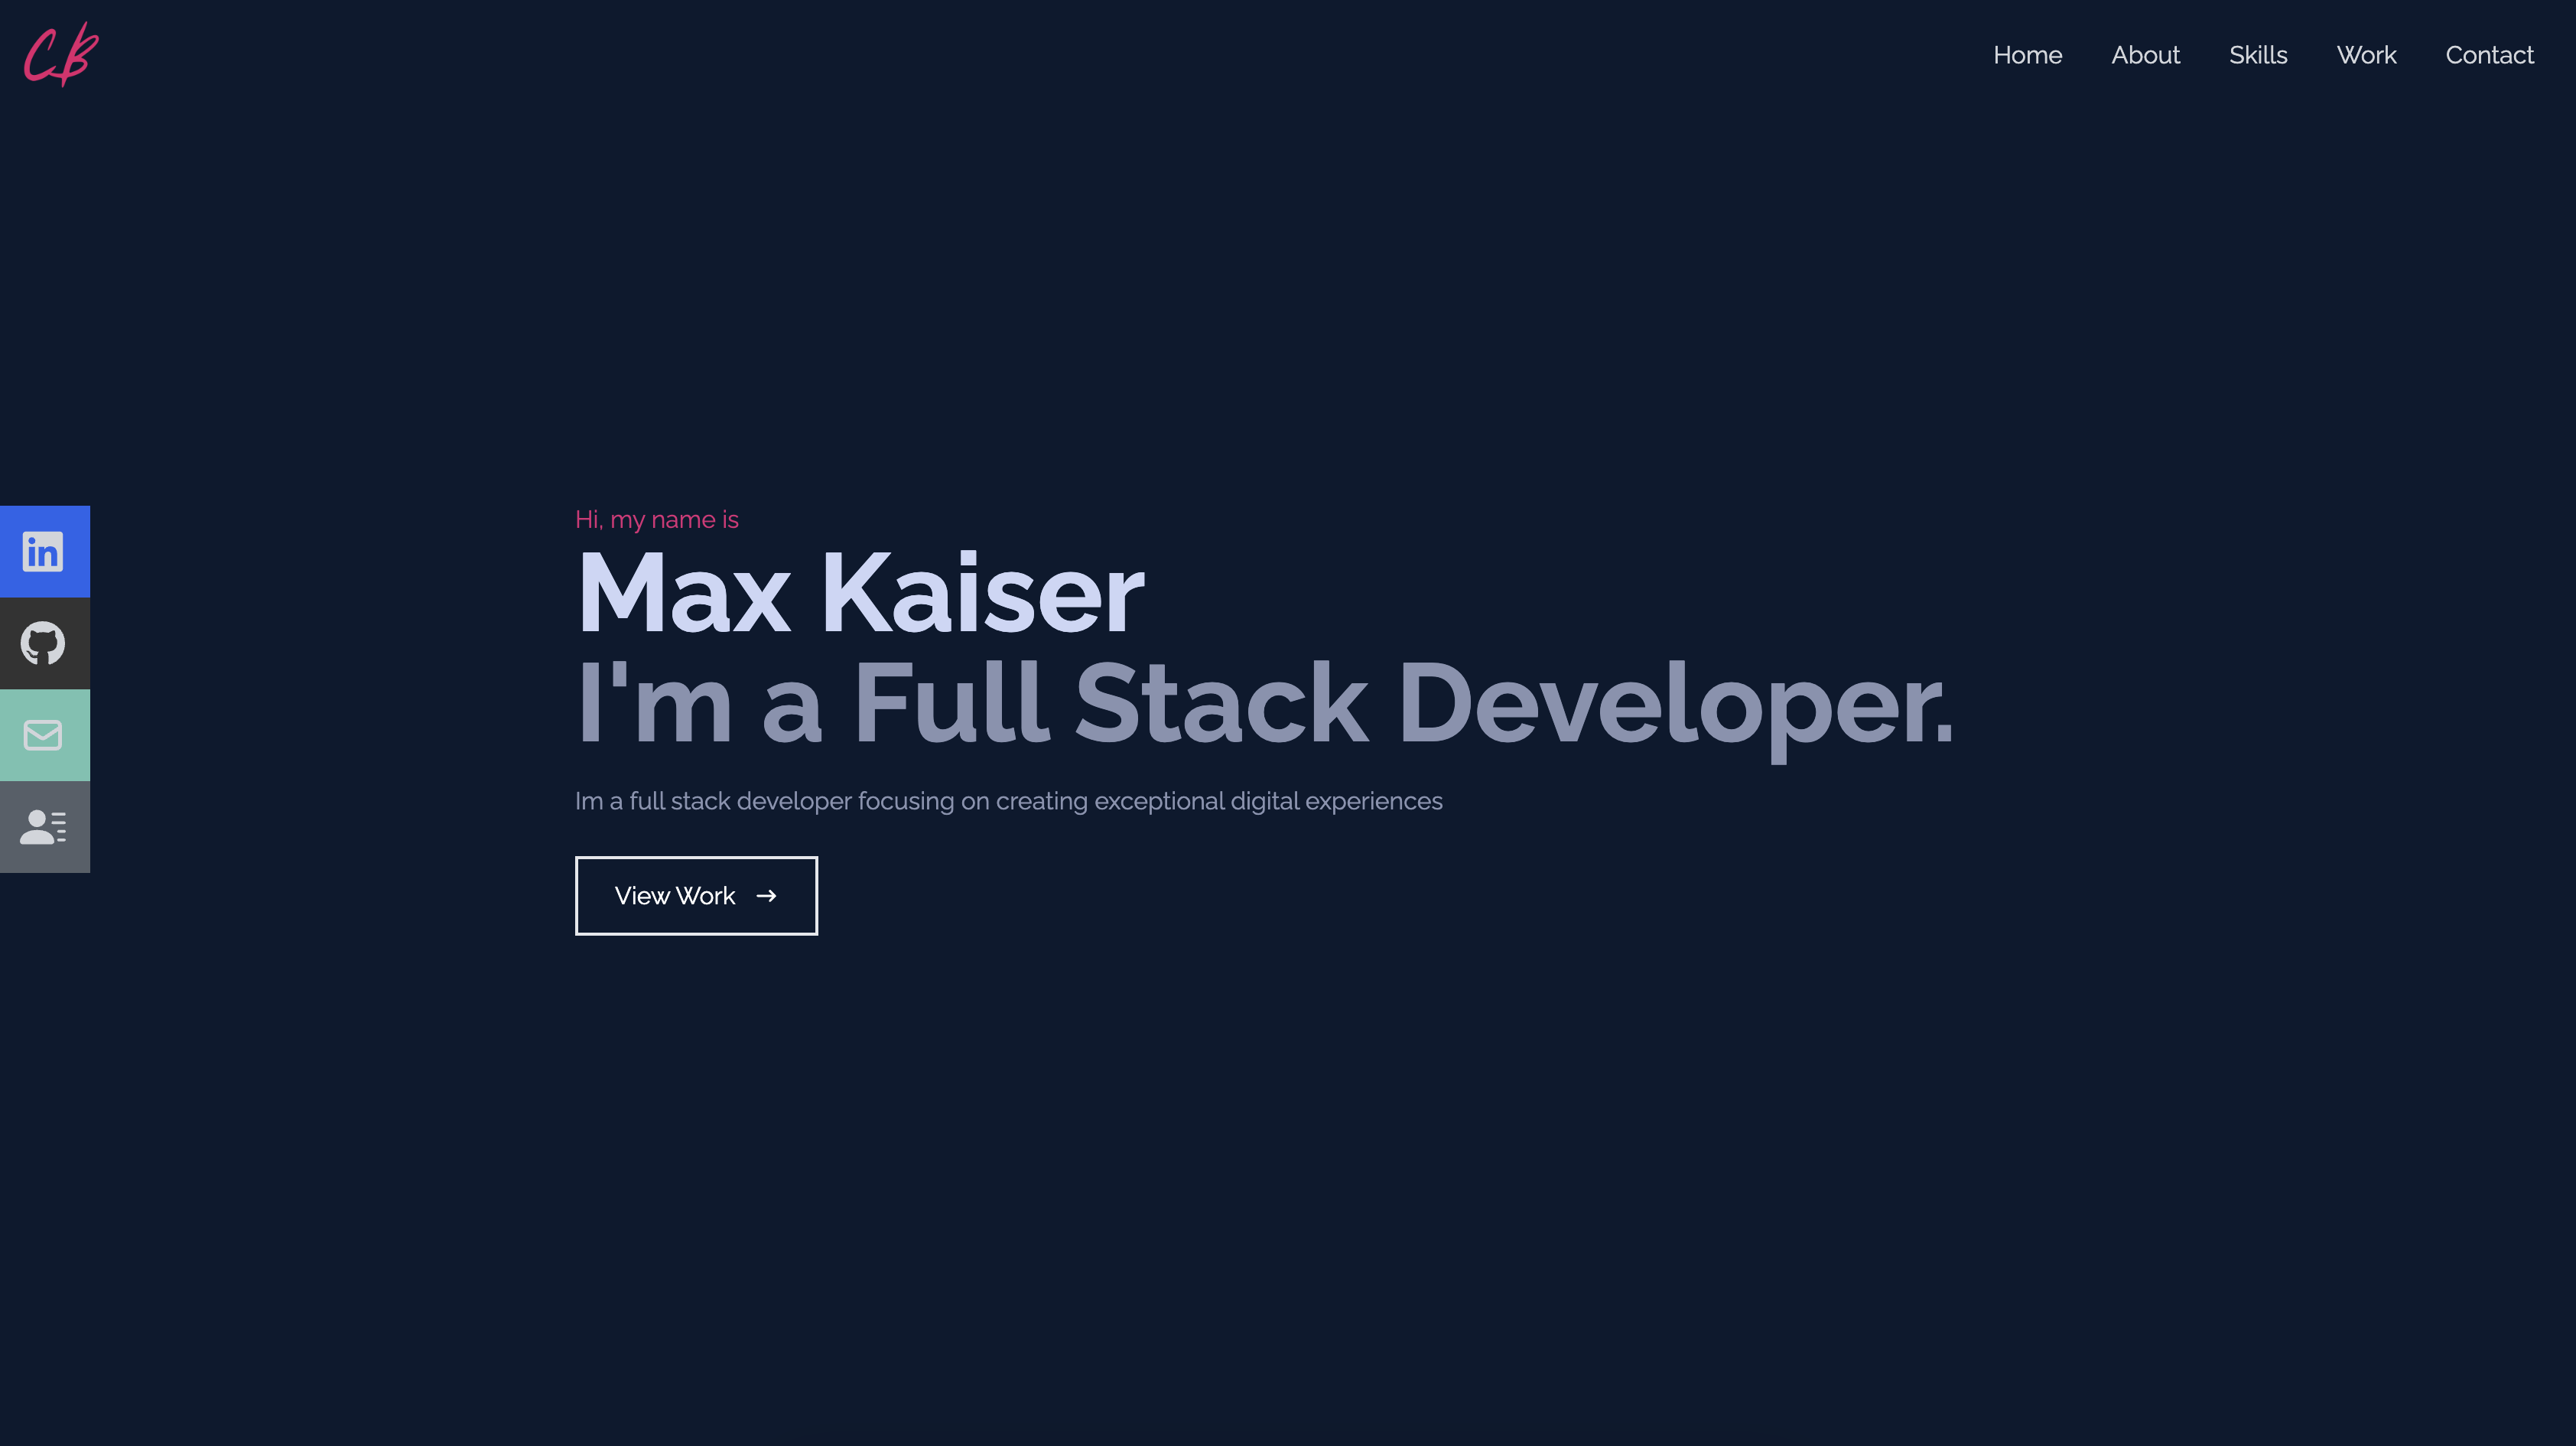 CB
Home About Skills Work Contact
Hi, my name is
Max Kaiser
I'm a Full Stack Developer.
Im a full stack developer focusing on creating exceptional digital experiences
View Work →
in